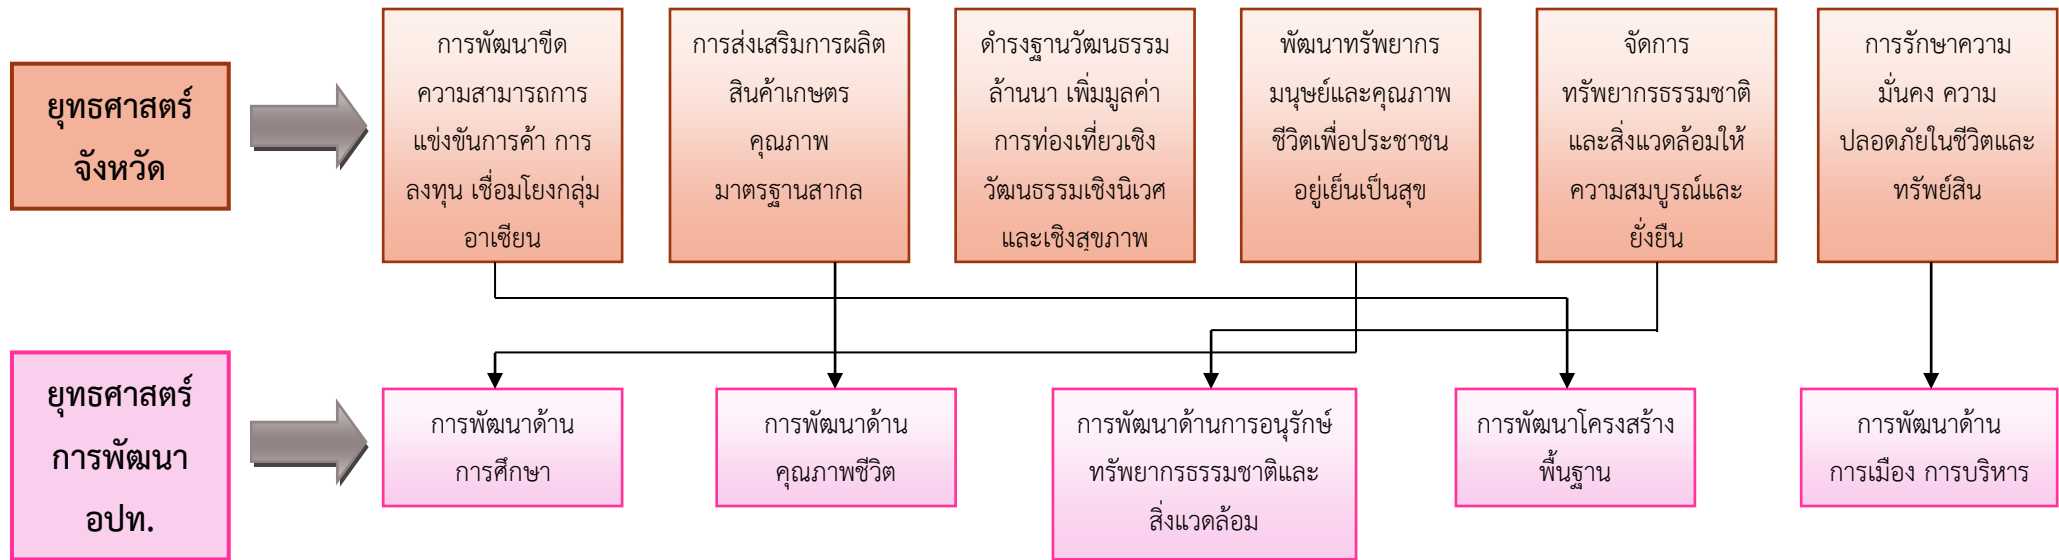 ยุทธศาสตร์
จังหวัด
การพัฒนาขีด
ความสามารถการ
แข่งขันการค้า การ
ลงทุน เชื่อมโยงกลุ่ม
อาเซียน
การส่งเสริมการผลิต
สินค้าเกษตร
คุณภาพ
มาตรฐานสากล
ดำรงฐานวัฒนธรรม
ล้านนา เพิ่มมูลค่า
การท่องเที่ยวเชิง
วัฒนธรรมเชิงนิเวศ
และเชิงสุขภาพ
พัฒนาทรัพยากร
มนุษย์และคุณภาพ
ชีวิตเพื่อประชาชน
อยู่เย็นเป็นสุข
จัดการ
ทรัพยากรธรรมชาติ
และสิ่งแวดล้อมให้
ความสมบูรณ์และ
ยั่งยืน
การรักษาความ
มั่นคง ความ
ปลอดภัยในชีวิตและ
ทรัพย์สิน
ยุทธศาสตร์
การพัฒนา
อปท.
การพัฒนาด้าน
การศึกษา
การพัฒนาด้าน
คุณภาพชีวิต
การพัฒนาด้านการอนุรักษ์
ทรัพยากรธรรมชาติและ
สิ่งแวดล้อม
การพัฒนาโครงสร้าง
พื้นฐาน
การพัฒนาด้าน
การเมือง การบริหาร